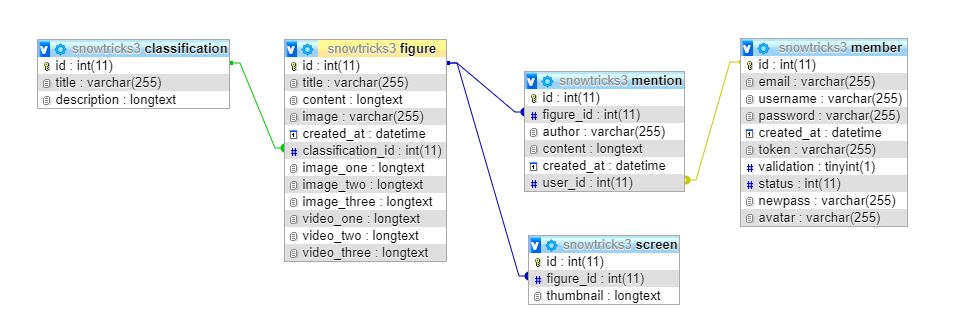 snowtricks3 classification
id : int(11)
title : varchar(255)
description : longtext
snowtricks3 figure
id : int(11)
title : varchar(255)
content : longtext
image : varchar(255)
created_at : datetime
classification_id : int(11)
image_one : longtext
image_two : longtext
image_three : longtext
video_one : longtext
video_two : longtext
video_three : longtext
snowtricks3 mention
id : int(11)
figure_id : int(11)
author : varchar(255)
content : longtext
created_at : datetime
user_id : int(11)
snowtricks3 screen
id : int(11)
figure_id : int(11)
thumbnail : longtext
snowtricks3 member
id : int(11)
email : varchar(255)
username : varchar(255)
password : varchar(255)
created_at : datetime
token : varchar(255)
validation : tinyint(1)
status : int(11)
newpass : varchar(255)
avatar : varchar(255)